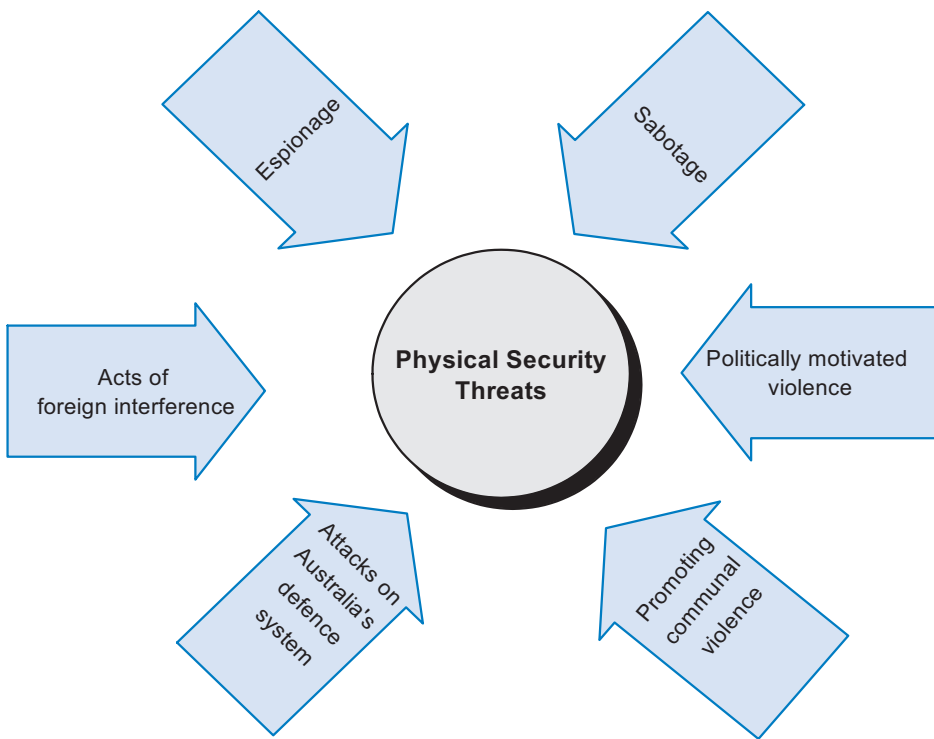 Espionage
Sabotage
Acts of
foreign interference
Physical Security
Threats
Politically motivated
violence
Attacks on
Australia's
defence
system
Promoting
communal
violence